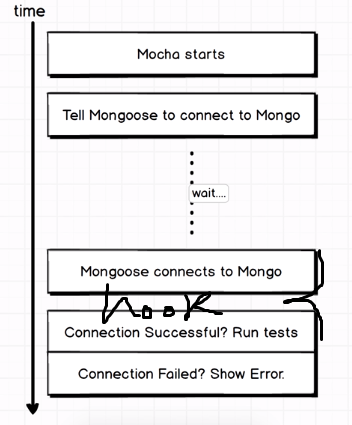 time
Mocha starts
Tell Mongoose to connect to Mongo
wait....
Mongoose connects to Mongo
hook
Connection Successful? Run tests
Connection Failed? Show Error.